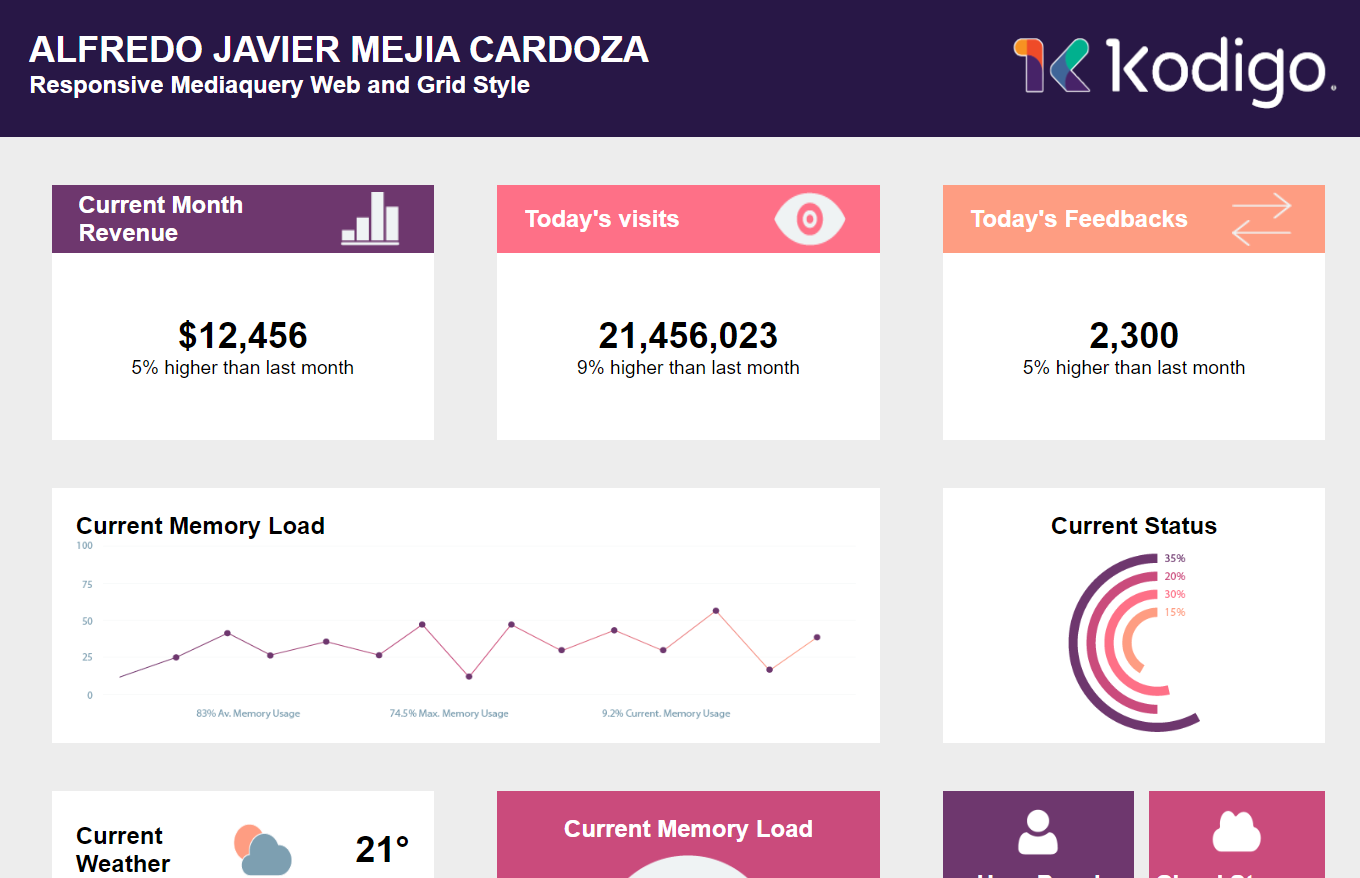 ALFREDO JAVIER MEJIA CARDOZA
Responsive Mediaquery Web and Grid Style
kodigo
Current Month
Revenue
Today's visits
Today's Feedbacks
$12,456
5% higher than last month
21,456,023
9% higher than last month
2,300
5% higher than last month
Current Memory Load
100
75
50
25
0
83% Av. Memory Usage
74.5% Max. Memory Usage
9.2% Current. Memory Usage
Current Status
35%
20%
30%
15%
Current
Weather
21°
Current Memory Load